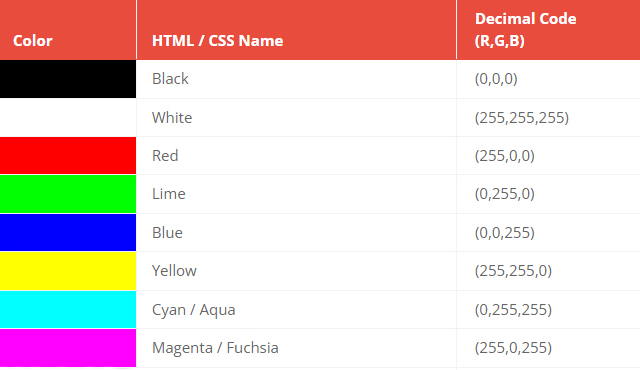 Color HTML / CSS Name Decimal Code (R,G,B)
Black (0,0,0)
White (255,255,255)
Red (255,0,0)
Lime (0,255,0)
Blue (0,0,255)
Yellow (255,255,0)
Cyan / Aqua (0,255,255)
Magenta / Fuchsia (255,0,255)